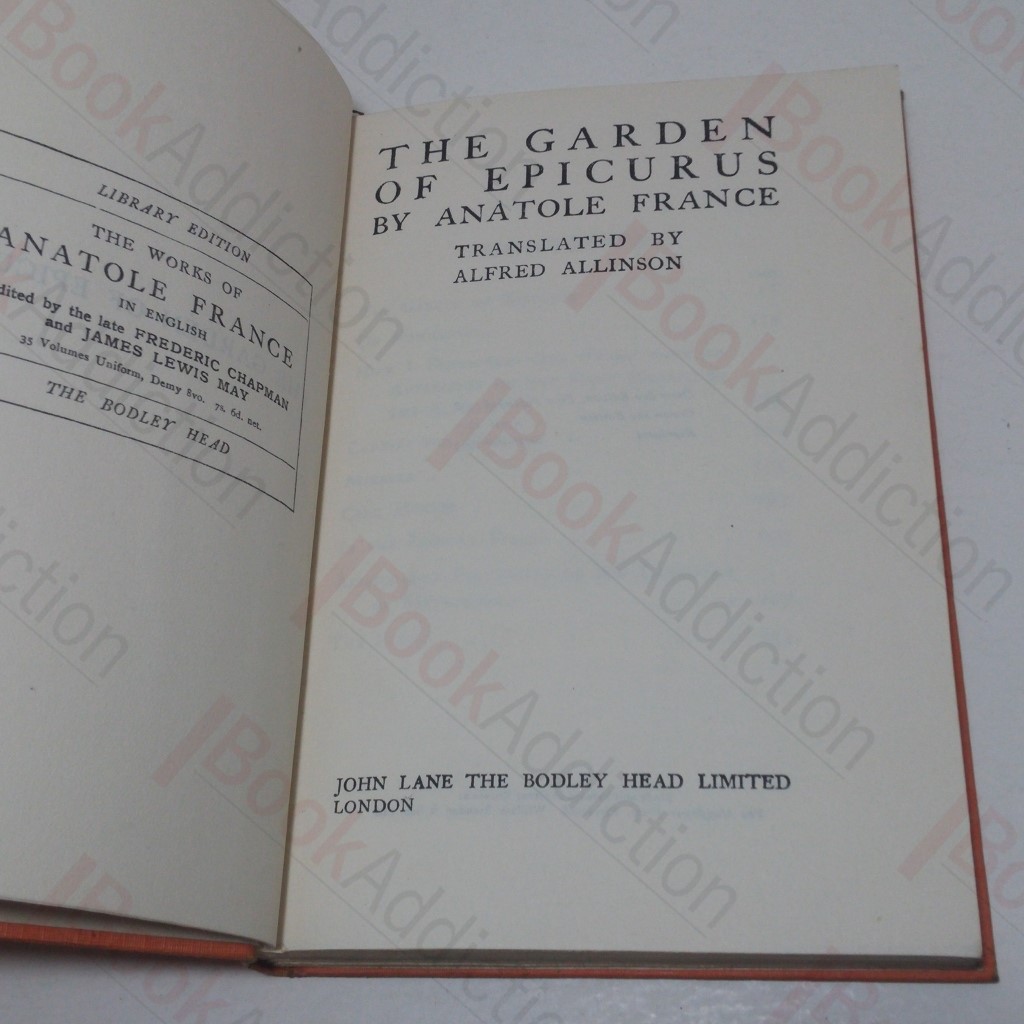 LIBRARY EDITION
THE WORKS OF
ANATOLE FRANCE
IN ENGLISH
dited by the late FREDERIC CHAPMAN
and JAMES LEWIS MAY
35 Volumes Uniform, Demy 8vo. 7s. 6d. net.
THE BODLEY HEAD
THE GARDEN
OF EPICURUS
BY ANATOLE FRANCE
TRANSLATED BY
ALFRED ALLINSON
JOHN LANE THE BODLEY HEAD LIMITED
LONDON
BookAddiction